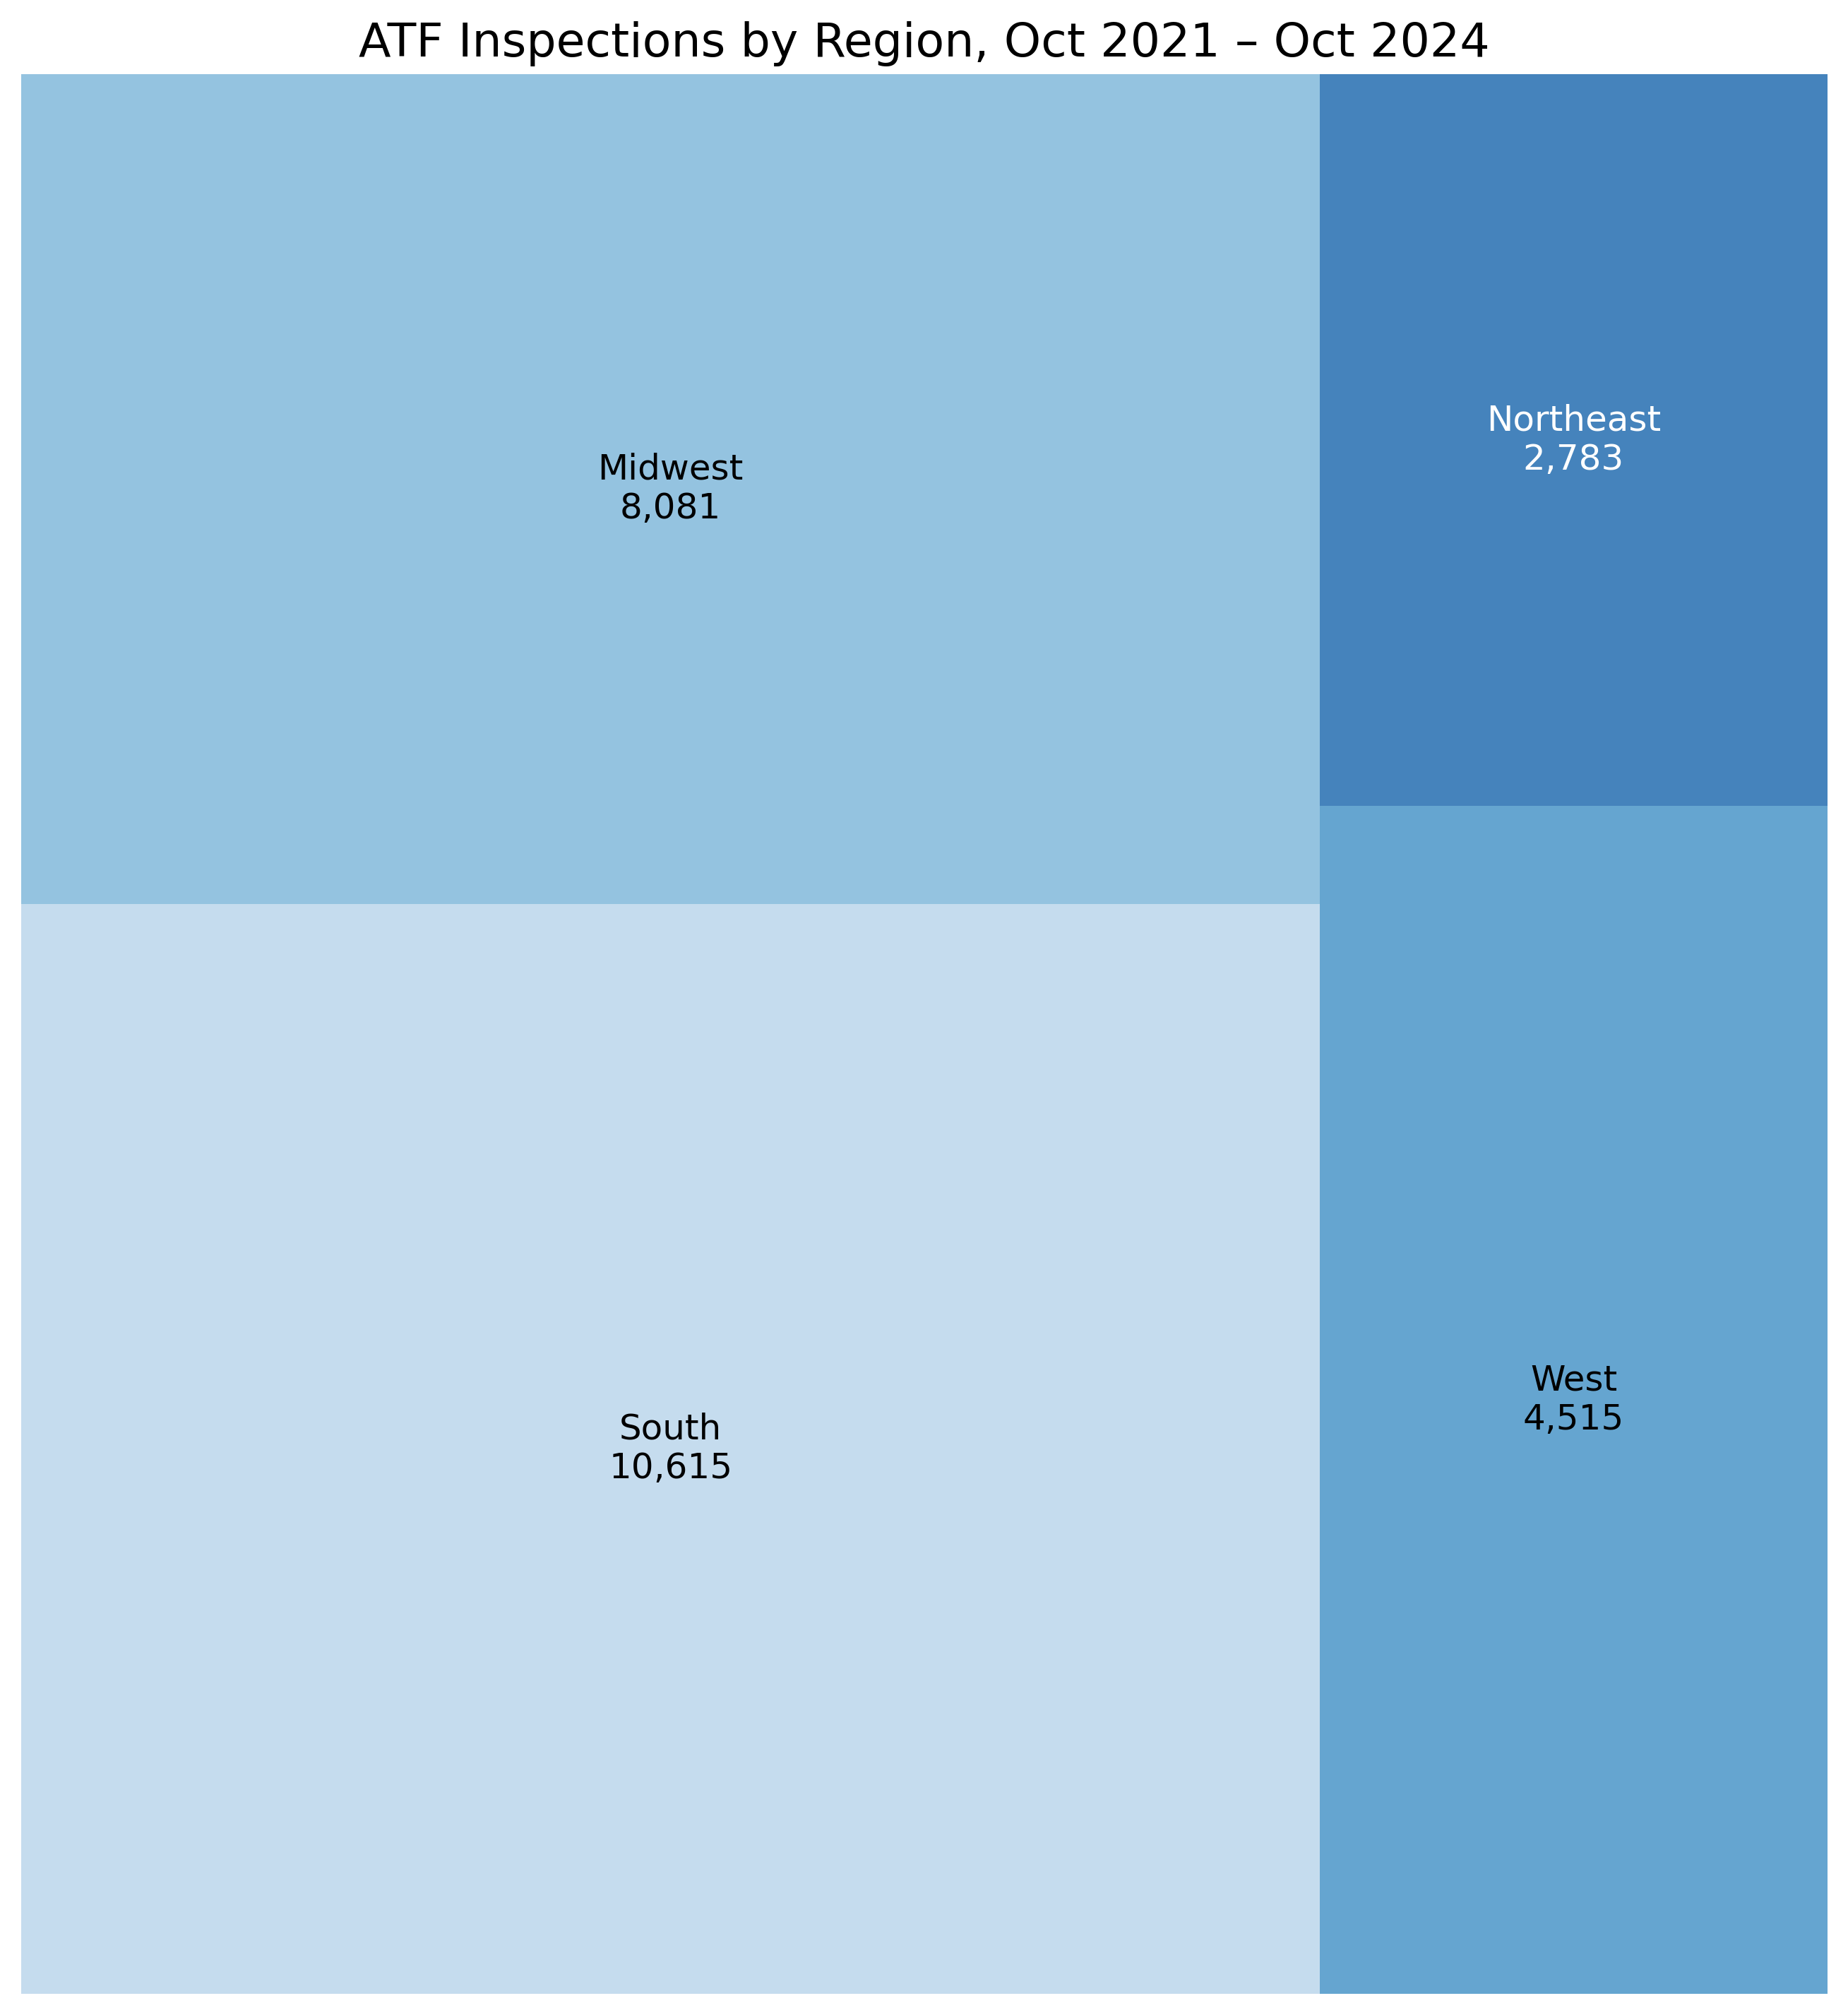 ATF Inspections by Region, Oct 2021 – Oct 2024
Midwest
8,081
Northeast
2,783
South
10,615
West
4,515